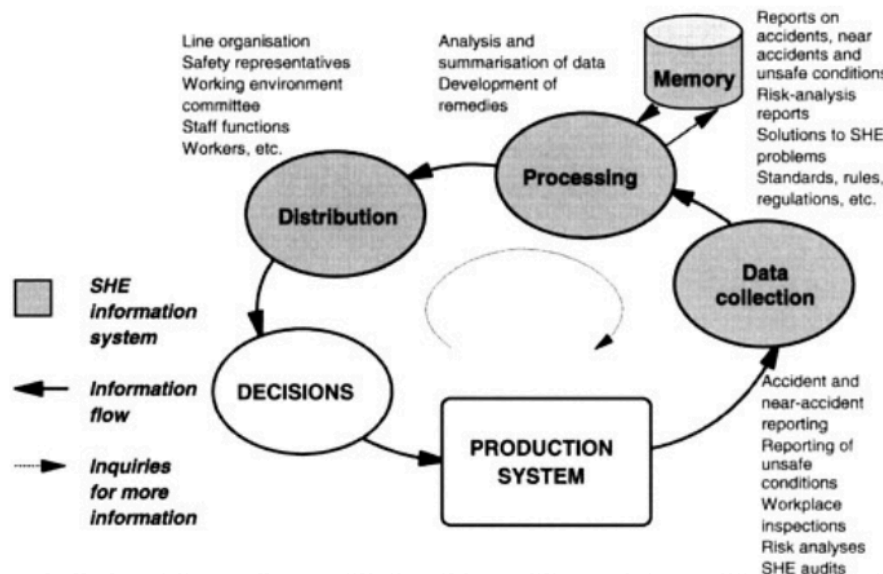 Line organisation
Safety representatives
Working environment
committee
Staff functions
Workers, etc.
Analysis and
summarisation of data
Development of
remedies
Memory
Reports on
accidents, near
accidents and
unsafe conditions
Risk-analysis
reports
Solutions to SHE
problems
Standards, rules,
regulations, etc.
Processing
Distribution
Data
collection
SHE
information
system
Information
flow
Inquiries
for more
information
DECISIONS
PRODUCTION
SYSTEM
Accident and
near-accident
reporting
Reporting of
unsafe
conditions
Workplace
inspections
Risk analyses
SHE audits